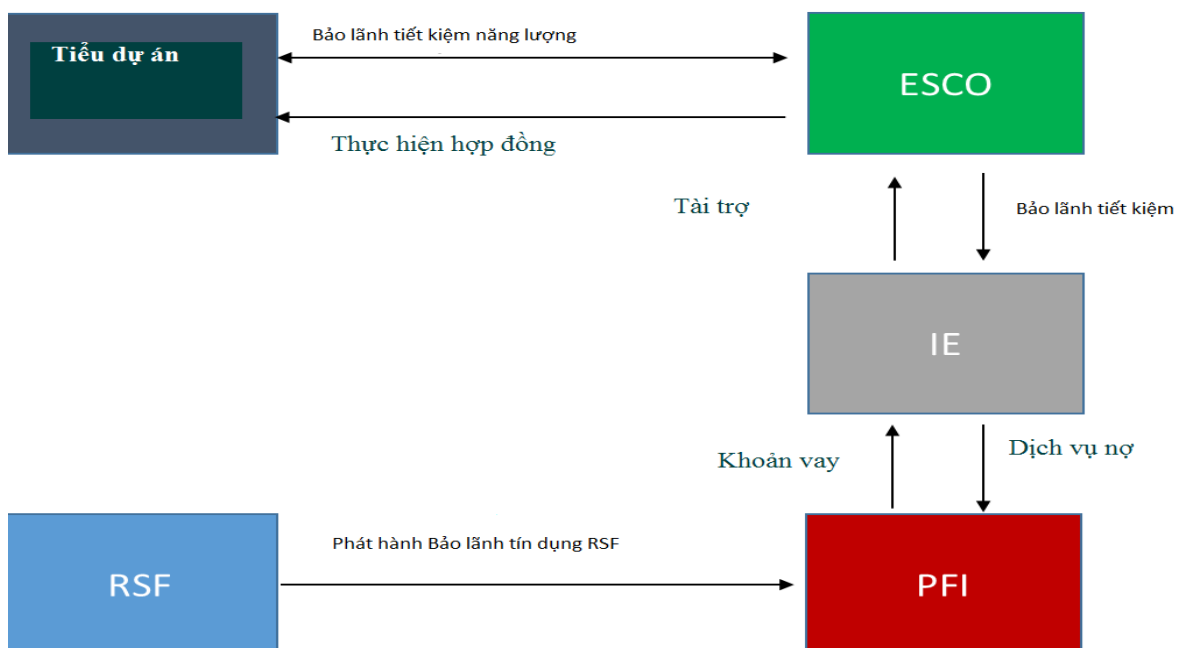 Bảo lãnh tiết kiệm năng lượng
Tiểu dự án
ESCO
Thực hiện hợp đồng
Tài trợ
Bảo lãnh tiết kiệm
IE
Khoản vay
Dịch vụ nợ
Phát hành Bảo lãnh tín dụng RSF
RSF
PFI